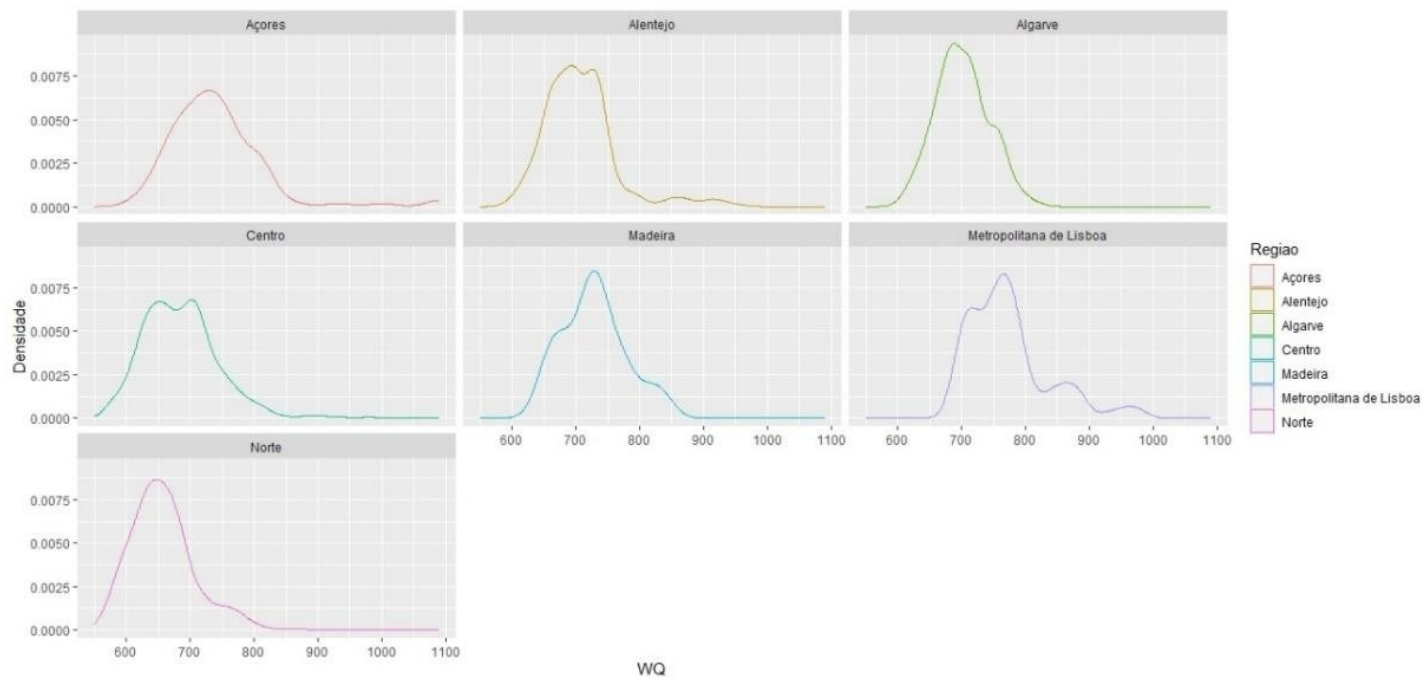 Açores
Alentejo
Algarve
0.0075
0.0050
0.0025
0.0000
Centro
Madeira
Metropolitana de Lisboa
0.0075
0.0050
0.0025
0.0000
600 700 800 900 1000 1100
600 700 800 900 1000 1100
Norte
0.0075
0.0050
0.0025
0.0000
600 700 800 900 1000 1100
Densidade
WQ
Regiao
Açores
Alentejo
Algarve
Centro
Madeira
Metropolitana de Lisboa
Norte